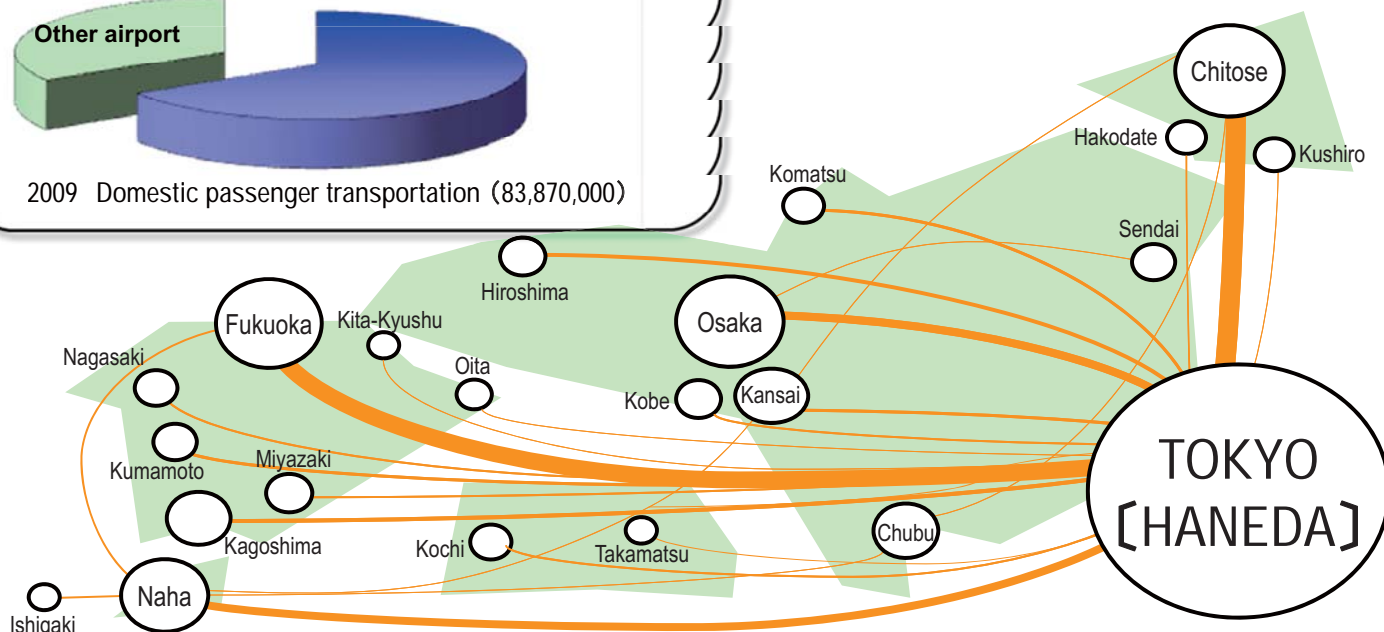 Other airport
2009 Domestic passenger transportation (83,870,000)
Chitose
Hakodate
Kushiro
Komatsu
Sendai
Hiroshima
Fukuoka
Kita-Kyushu
Osaka
Nagasaki
Oita
Kobe
Kansai
Kumamoto
Miyazaki
TOKYO
〔HANEDA〕
Kagoshima
Kochi
Takamatsu
Chubu
Naha
Ishigaki